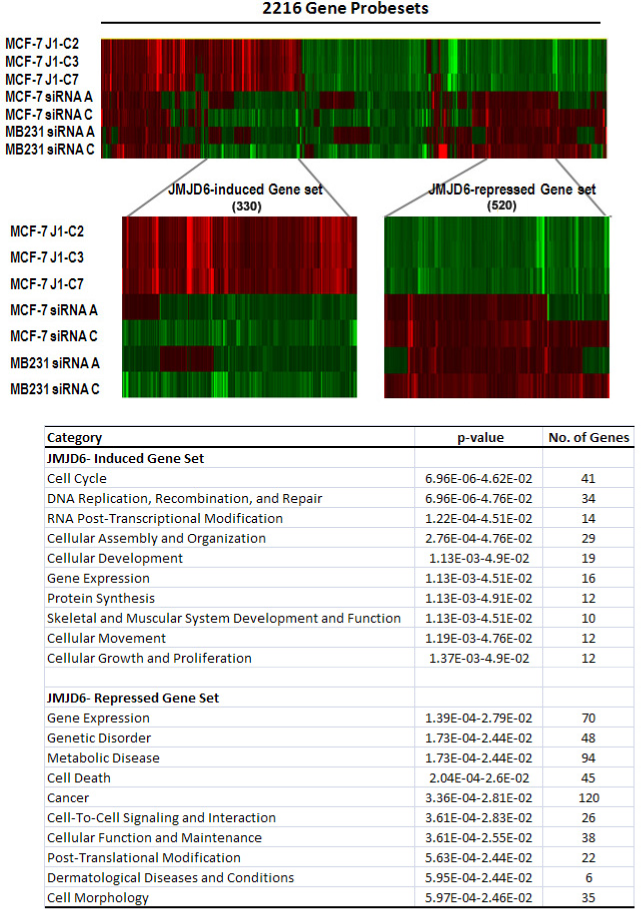 2216 Gene Probesets
MCF-7 J1-C2
MCF-7 J1-C3
MCF-7 J1-C7
MCF-7 siRNA A
MCF-7 siRNA C
MB231 siRNA A
MB231 siRNA C
JMJD6-induced Gene set
(330)
JMJD6-repressed Gene set
(520)
MCF-7 J1-C2
MCF-7 J1-C3
MCF-7 J1-C7
MCF-7 siRNA A
MCF-7 siRNA C
MB231 siRNA A
MB231 siRNA C
Category p-value No. of Genes
JMJD6- Induced Gene Set
Cell Cycle 6.96E-06-4.62E-02 41
DNA Replication, Recombination, and Repair 6.96E-06-4.76E-02 34
RNA Post-Transcriptional Modification 1.22E-04-4.51E-02 14
Cellular Assembly and Organization 2.76E-04-4.76E-02 29
Cellular Development 1.13E-03-4.9E-02 19
Gene Expression 1.13E-03-4.51E-02 16
Protein Synthesis 1.13E-03-4.91E-02 12
Skeletal and Muscular System Development and Function 1.13E-03-4.51E-02 10
Cellular Movement 1.19E-03-4.76E-02 12
Cellular Growth and Proliferation 1.37E-03-4.9E-02 12
JMJD6- Repressed Gene Set
Gene Expression 1.39E-04-2.79E-02 70
Genetic Disorder 1.73E-04-2.44E-02 48
Metabolic Disease 1.73E-04-2.44E-02 94
Cell Death 2.04E-04-2.6E-02 45
Cancer 3.36E-04-2.81E-02 120
Cell-To-Cell Signaling and Interaction 3.61E-04-2.83E-02 26
Cellular Function and Maintenance 3.61E-04-2.55E-02 38
Post-Translational Modification 5.63E-04-2.44E-02 22
Dermatological Diseases and Conditions 5.95E-04-2.44E-02 6
Cell Morphology 5.97E-04-2.46E-02 35